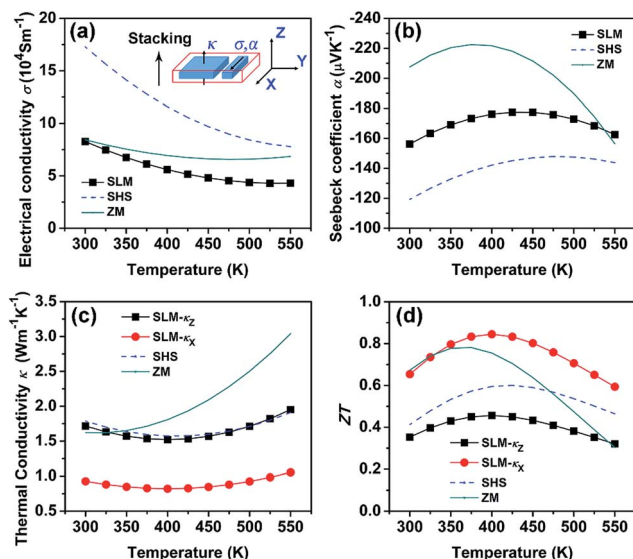 (a)
Stacking
κ
σ,α
Z
Y
X
Electrical conductivity σ (10⁴Sm⁻¹)
20
15
10
5
0
SLM
SHS
ZM
300 350 400 450 500 550
Temperature (K)
(b)
Seebeck coefficient α (μVK⁻¹)
-240
-220
-200
-180
-160
-140
-120
-100
SLM
SHS
ZM
300 350 400 450 500 550
Temperature (K)
(c)
Thermal Conductivity κ (Wm⁻¹K⁻¹)
3.5
3.0
2.5
2.0
1.5
1.0
0.5
SLM-κZ
SLM-κX
SHS
ZM
300 350 400 450 500 550
Temperature (K)
(d)
ZT
1.0
0.8
0.6
0.4
0.2
0.0
SLM-κZ
SLM-κX
SHS
ZM
300 350 400 450 500 550
Temperature (K)